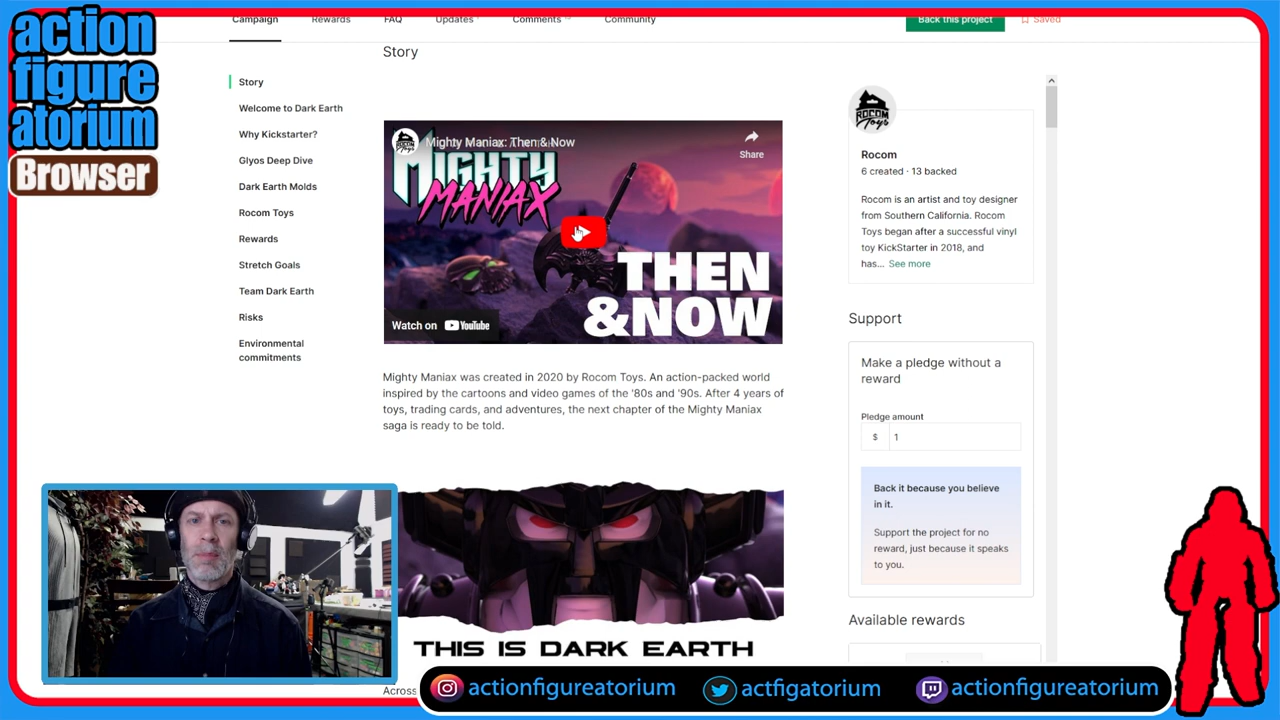 action
figure
atorium
Browser
Campaign
Rewards
FAQ
Updates
Comments
Community
Back this project
Saved
Story
Story
Welcome to Dark Earth
Why Kickstarter?
Glyos Deep Dive
Dark Earth Molds
Rocom Toys
Rewards
Stretch Goals
Team Dark Earth
Risks
Environmental
commitments
ROCOM
Toys
Mighty Maniax: Then & Now
Share
MIGHTY
MANIAX
THEN
&NOW
Watch on YouTube
Mighty Maniax was created in 2020 by Rocom Toys. An action-packed world
inspired by the cartoons and video games of the '80s and '90s. After 4 years of
toys, trading cards, and adventures, the next chapter of the Mighty Maniax
saga is ready to be told.
THIS IS DARK EARTH
Across
ROCOM
Toys
Rocom
6 created · 13 backed
Rocom is an artist and toy designer
from Southern California. Rocom
Toys began after a successful vinyl
toy KickStarter in 2018, and
has... See more
Support
Make a pledge without a
reward
Pledge amount
$ 1
Back it because you believe
in it.
Support the project for no
reward, just because it speaks
to you.
Available rewards
actionfigureatorium
actfigatorium
actionfigureatorium